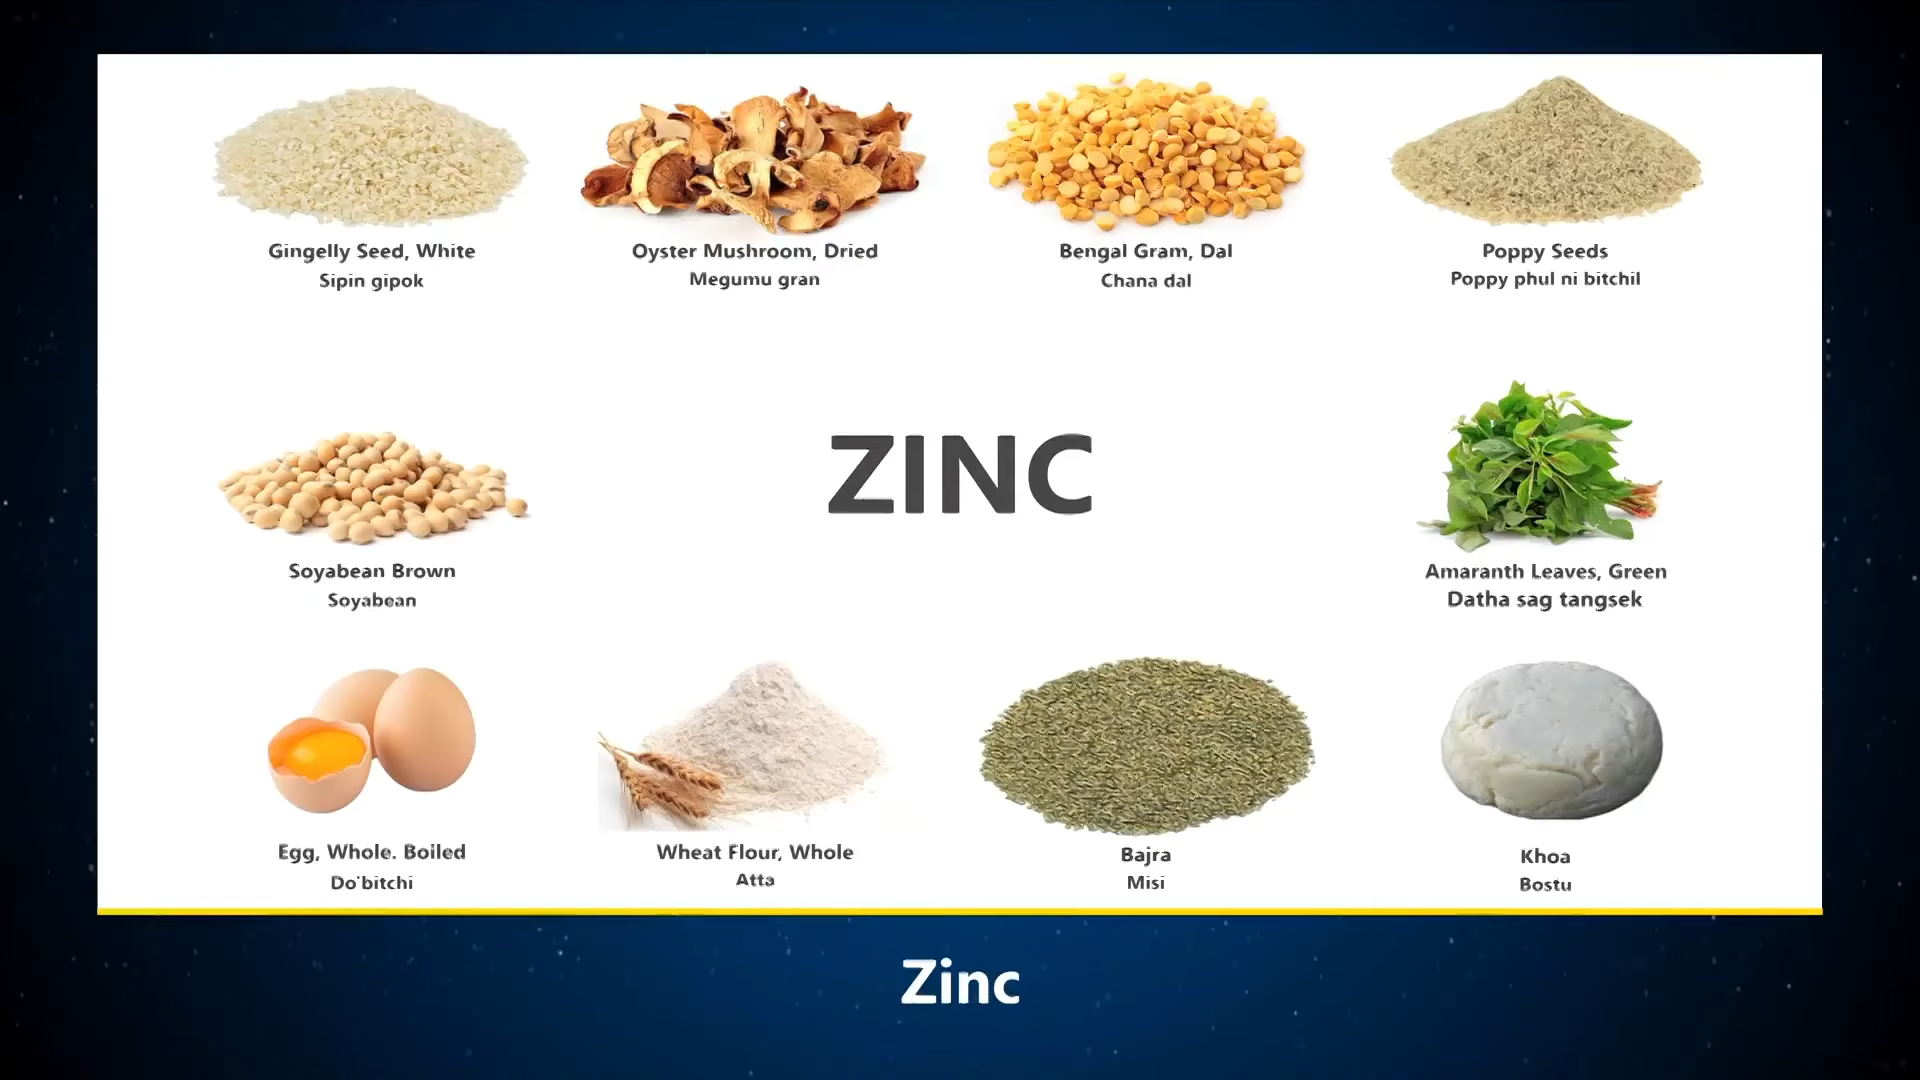 Gingelly Seed, White
Sipin gipok
Oyster Mushroom, Dried
Megumu gran
Bengal Gram, Dal
Chana dal
Poppy Seeds
Poppy phul ni bitchil
ZINC
Soyabean Brown
Soyabean
Amaranth Leaves, Green
Datha sag tangsek
Egg, Whole. Boiled
Do'bitchi
Wheat Flour, Whole
Atta
Bajra
Misi
Khoa
Bostu
Zinc